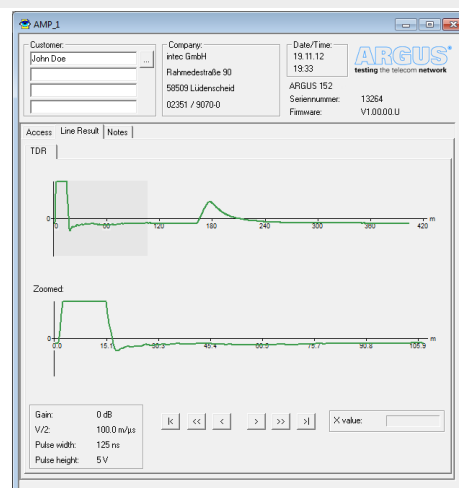 AMP_1
Customer:
John Doe
...
Company:
intec GmbH
Rahmedestraße 90
58509 Lüdenscheid
02351 / 9070-0
Date/Time:
19.11.12
19:33
ARGUS 152
Seriennummer: 13264
Firmware: V1.00.00.U
ARGUS
testing the telecom network
Access Line Result Notes
TDR
0
0 60 120 180 240 300 360 420 m
Zoomed:
0
0.0 15.1 30.3 45.4 60.5 75.7 90.8 105.9 m
Gain: 0 dB
V/2: 100.0 m/µs
Pulse width: 125 ns
Pulse height: 5 V
|< << < > >> >|
X value: